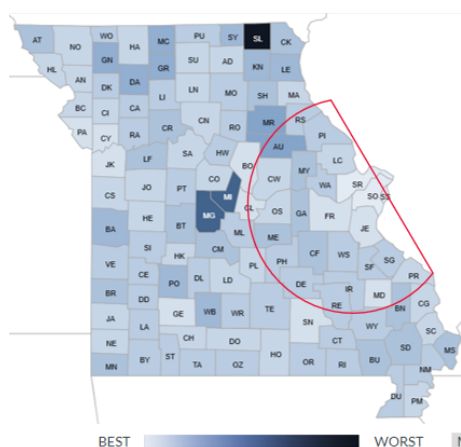 AT NO WO HA MC PU SY SL CK
HL GN GR SU AD KN LE
AN DK DA LI LN MO SH MA
BC CI CA CN RO MR RS PI
PA CY RA CR HW AU
JK LF SA BO CW MY LC
CS JO PT CO MI WA SR SO SS
HE BT MG CL OS GA FR JE
BA SI ML ME
HK CM PH CF WS SF SG
VE CE PO DL LD PL DE IR PR
BR DD GE WB WR TE RE MD BN CG
JA LA SN WY SC
NE CH DO CT SD MS
MN BY ST TA OZ HO OR RI BU NM
DU PM
BEST WORST